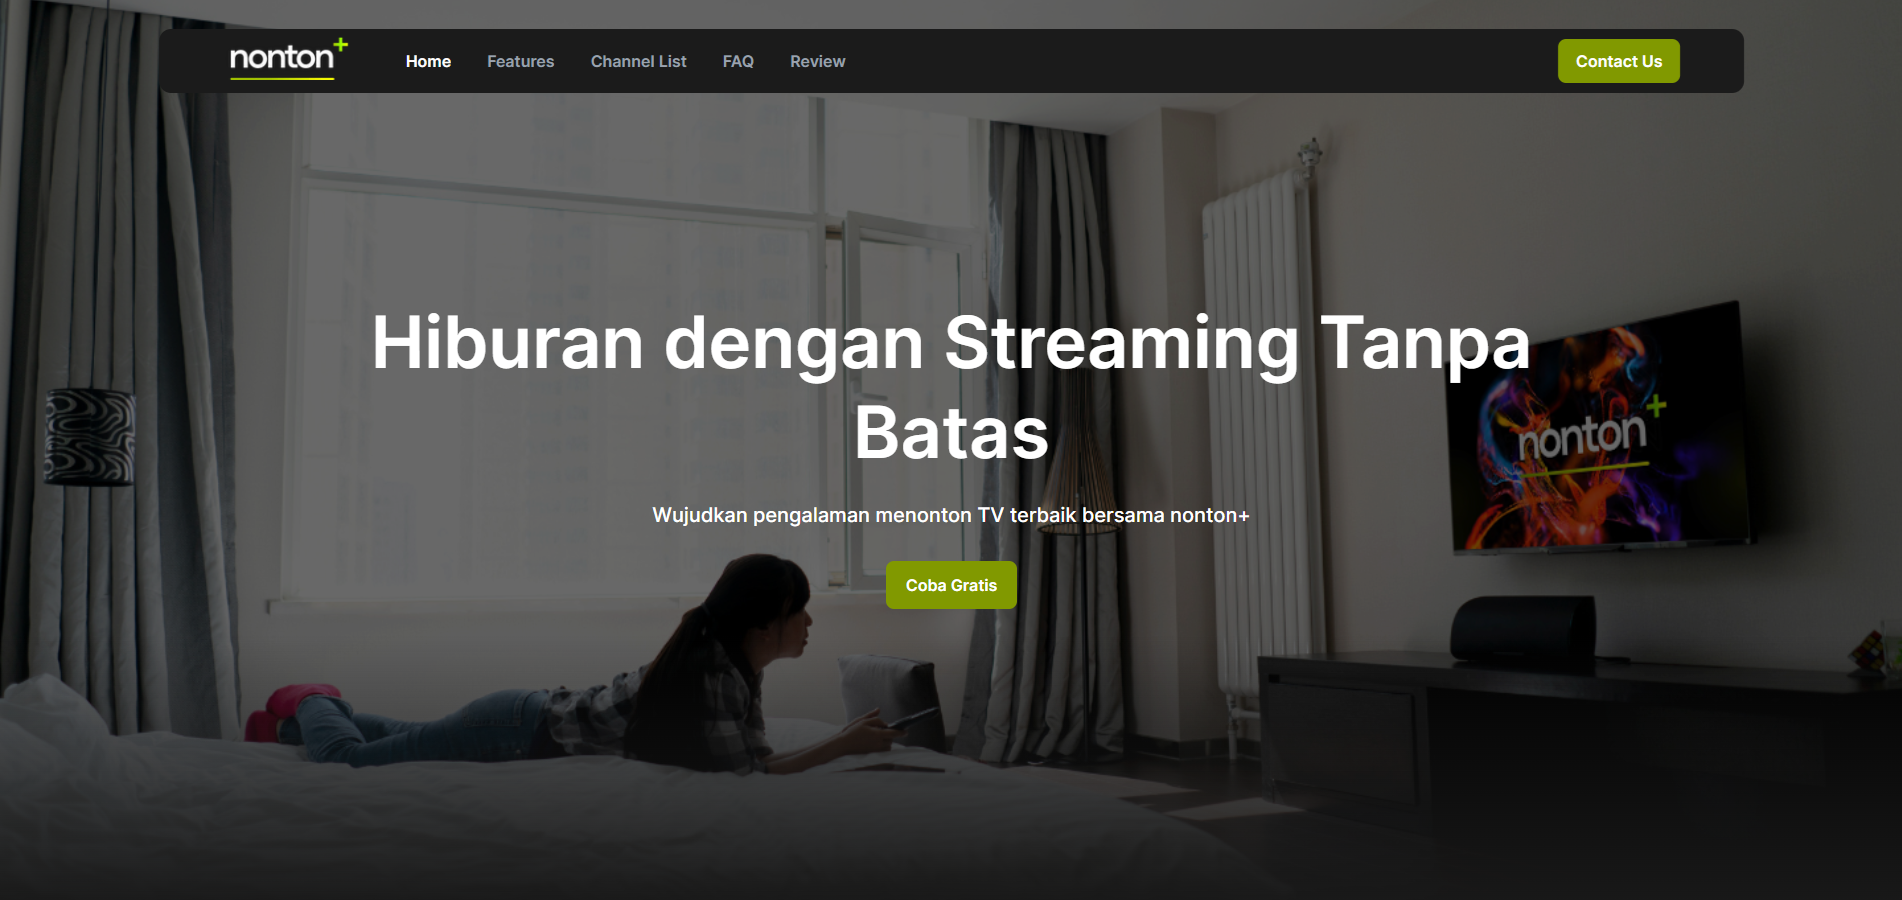 nonton+
Home
Features
Channel List
FAQ
Review
Contact Us
Hiburan dengan Streaming Tanpa
Batas
nonton+
Wujudkan pengalaman menonton TV terbaik bersama nonton+
Coba Gratis